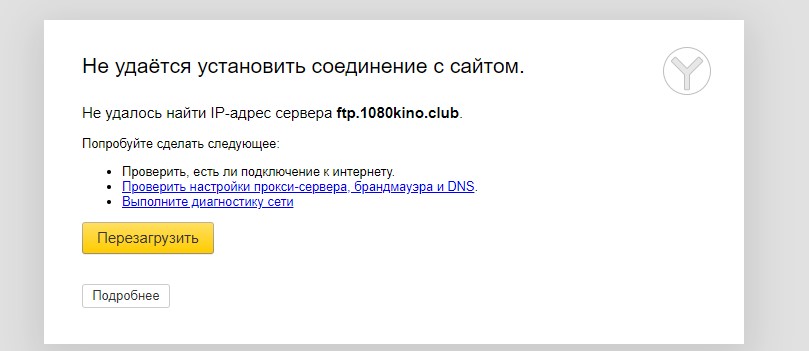 Не удаётся установить соединение с сайтом.
Не удалось найти IP-адрес сервера ftp.1080kino.club.
Попробуйте сделать следующее:
• Проверить, есть ли подключение к интернету.
• Проверить настройки прокси-сервера, брандмауэра и DNS.
• Выполните диагностику сети
Перезагрузить
Подробнее